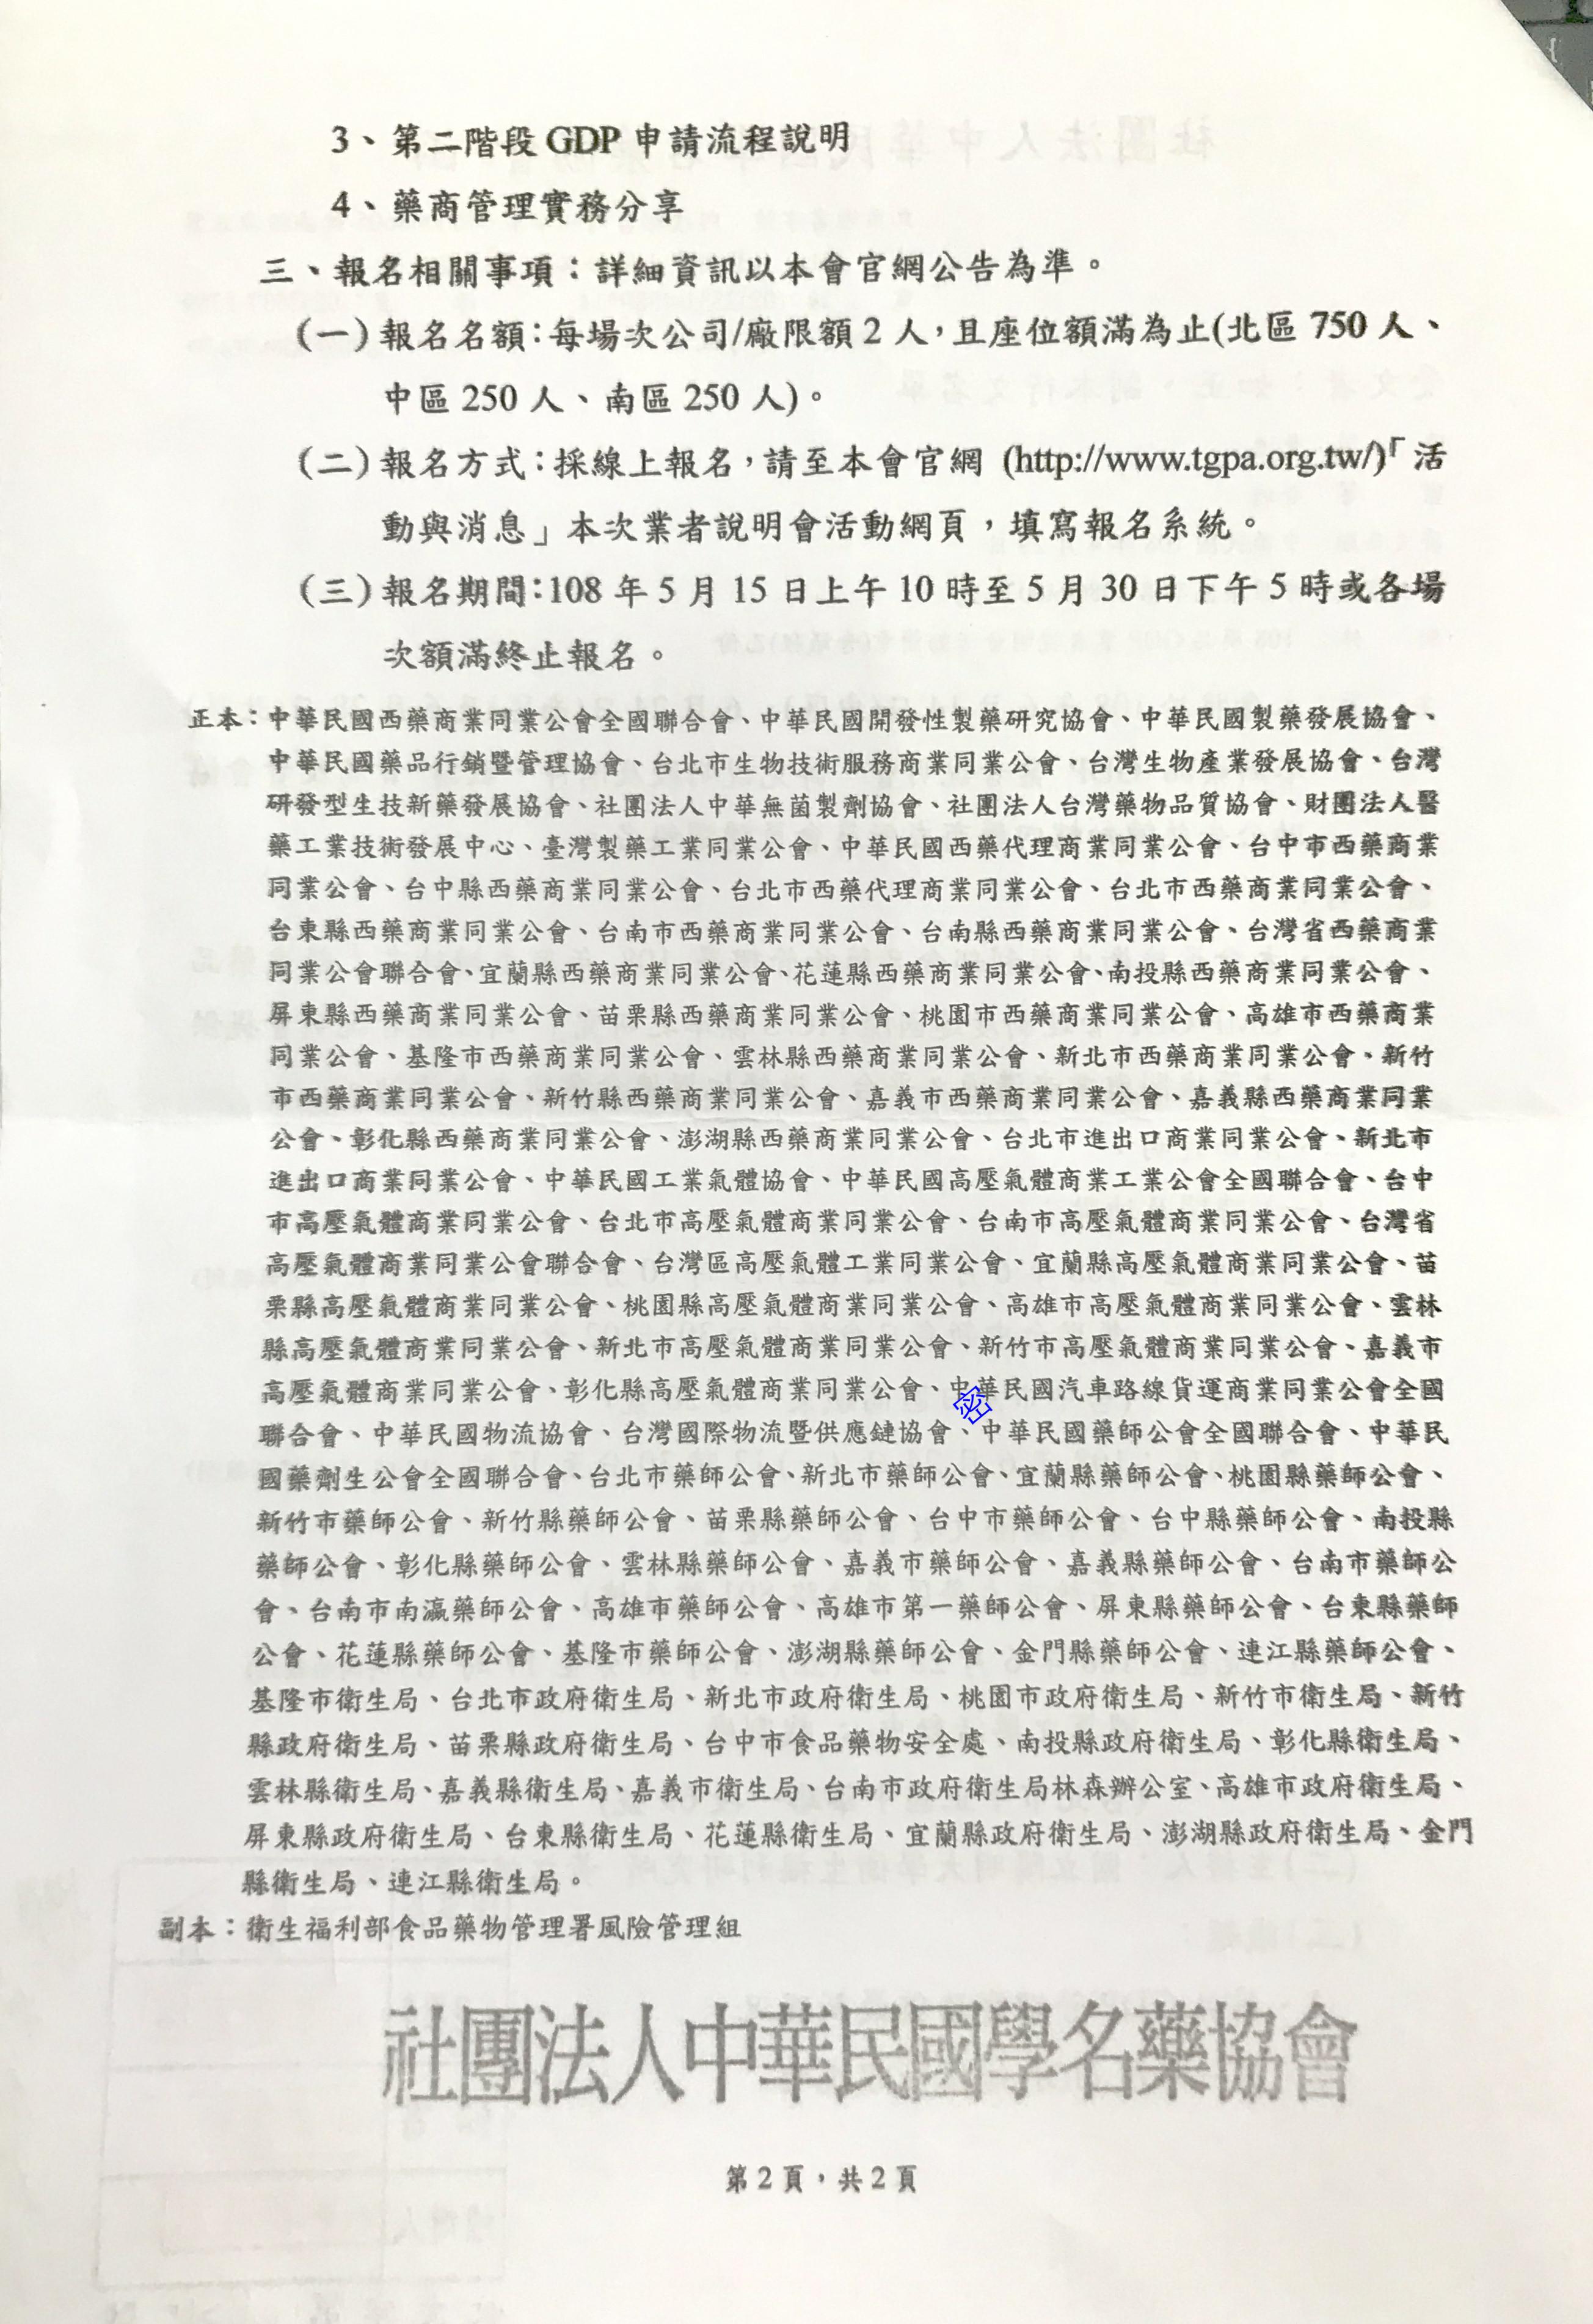 3、第二階段 GDP 申請流程說明
4、藥商管理實務分享
三、報名相關事項：詳細資訊以本會官網公告為準。
(一)報名名額：每場次公司/廠限額 2 人，且座位額滿為止(北區 750 人、
中區 250 人、南區 250 人)。
(二)報名方式：採線上報名，請至本會官網 (http://www.tgpa.org.tw/)「活
動與消息」本次業者說明會活動網頁，填寫報名系統。
(三)報名期間：108 年 5 月 15 日上午 10 時至 5 月 30 日下午 5 時或各場
次額滿終止報名。
正本：中華民國西藥商業同業公會全國聯合會、中華民國開發性製藥研究協會、中華民國製藥發展協會、
中華民國藥品行銷暨管理協會、台北市生物技術服務商業同業公會、台灣生物產業發展協會、台灣
研發型生技新藥發展協會、社團法人中華無菌製劑協會、社團法人台灣藥物品質協會、財團法人醫
藥工業技術發展中心、臺灣製藥工業同業公會、中華民國西藥代理商業同業公會、台中市西藥商業
同業公會、台中縣西藥商業同業公會、台北市西藥代理商業同業公會、台北市西藥商業同業公會、
台東縣西藥商業同業公會、台南市西藥商業同業公會、台南縣西藥商業同業公會、台灣省西藥商業
同業公會聯合會、宜蘭縣西藥商業同業公會、花蓮縣西藥商業同業公會、南投縣西藥商業同業公會、
屏東縣西藥商業同業公會、苗栗縣西藥商業同業公會、桃園市西藥商業同業公會、高雄市西藥商業
同業公會、基隆市西藥商業同業公會、雲林縣西藥商業同業公會、新北市西藥商業同業公會、新竹
市西藥商業同業公會、新竹縣西藥商業同業公會、嘉義市西藥商業同業公會、嘉義縣西藥商業同業
公會、彰化縣西藥商業同業公會、澎湖縣西藥商業同業公會、台北市進出口商業同業公會、新北市
進出口商業同業公會、中華民國工業氣體協會、中華民國高壓氣體商業工業公會全國聯合會、台中
市高壓氣體商業同業公會、台北市高壓氣體商業同業公會、台南市高壓氣體商業同業公會、台灣省
高壓氣體商業同業公會聯合會、台灣區高壓氣體工業同業公會、宜蘭縣高壓氣體商業同業公會、苗
栗縣高壓氣體商業同業公會、桃園縣高壓氣體商業同業公會、高雄市高壓氣體商業同業公會、雲林
縣高壓氣體商業同業公會、新北市高壓氣體商業同業公會、新竹市高壓氣體商業同業公會、嘉義市
高壓氣體商業同業公會、彰化縣高壓氣體商業同業公會、中華民國汽車路線貨運商業同業公會全國
密
聯合會、中華民國物流協會、台灣國際物流暨供應鏈協會、中華民國藥師公會全國聯合會、中華民
國藥劑生公會全國聯合會、台北市藥師公會、新北市藥師公會、宜蘭縣藥師公會、桃園縣藥師公會、
新竹市藥師公會、新竹縣藥師公會、苗栗縣藥師公會、台中市藥師公會、台中縣藥師公會、南投縣
藥師公會、彰化縣藥師公會、雲林縣藥師公會、嘉義市藥師公會、嘉義縣藥師公會、台南市藥師公
會、台南市南瀛藥師公會、高雄市藥師公會、高雄市第一藥師公會、屏東縣藥師公會、台東縣藥師
公會、花蓮縣藥師公會、基隆市藥師公會、澎湖縣藥師公會、金門縣藥師公會、連江縣藥師公會、
基隆市衛生局、台北市政府衛生局、新北市政府衛生局、桃園市政府衛生局、新竹市衛生局、新竹
縣政府衛生局、苗栗縣政府衛生局、台中市食品藥物安全處、南投縣政府衛生局、彰化縣衛生局、
雲林縣衛生局、嘉義縣衛生局、嘉義市衛生局、台南市政府衛生局林森辦公室、高雄市政府衛生局、
屏東縣政府衛生局、台東縣衛生局、花蓮縣衛生局、宜蘭縣政府衛生局、澎湖縣政府衛生局、金門
縣衛生局、連江縣衛生局。
副本：衛生福利部食品藥物管理署風險管理組
社團法人中華民國學名藥協會
第 2 頁，共 2 頁